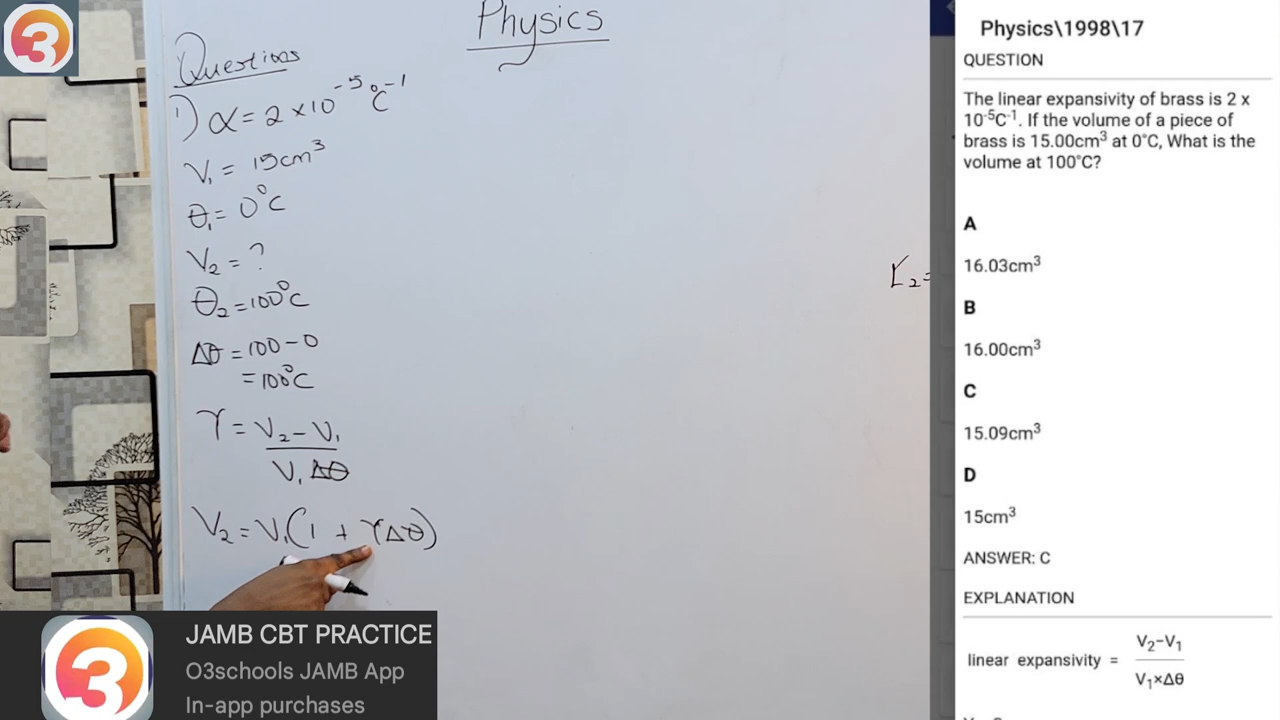 3
Physics
Questions
1) α = 2 × 10⁻⁵ °C⁻¹
V₁ = 15cm³
θ₁ = 0°C
V₂ = ?
θ₂ = 100°C
Δθ = 100 - 0
= 100°C
γ = V₂ - V₁ / V₁ Δθ
V₂ = V₁(1 + γΔθ)
3
JAMB CBT PRACTICE
O3schools JAMB App
In-app purchases
Physics\1998\17
QUESTION
The linear expansivity of brass is 2 x
10⁻⁵C⁻¹. If the volume of a piece of
brass is 15.00cm³ at 0°C, What is the
volume at 100°C?
A
16.03cm³
B
16.00cm³
C
15.09cm³
D
15cm³
ANSWER: C
EXPLANATION
linear expansivity = V₂−V₁ / V₁×Δθ